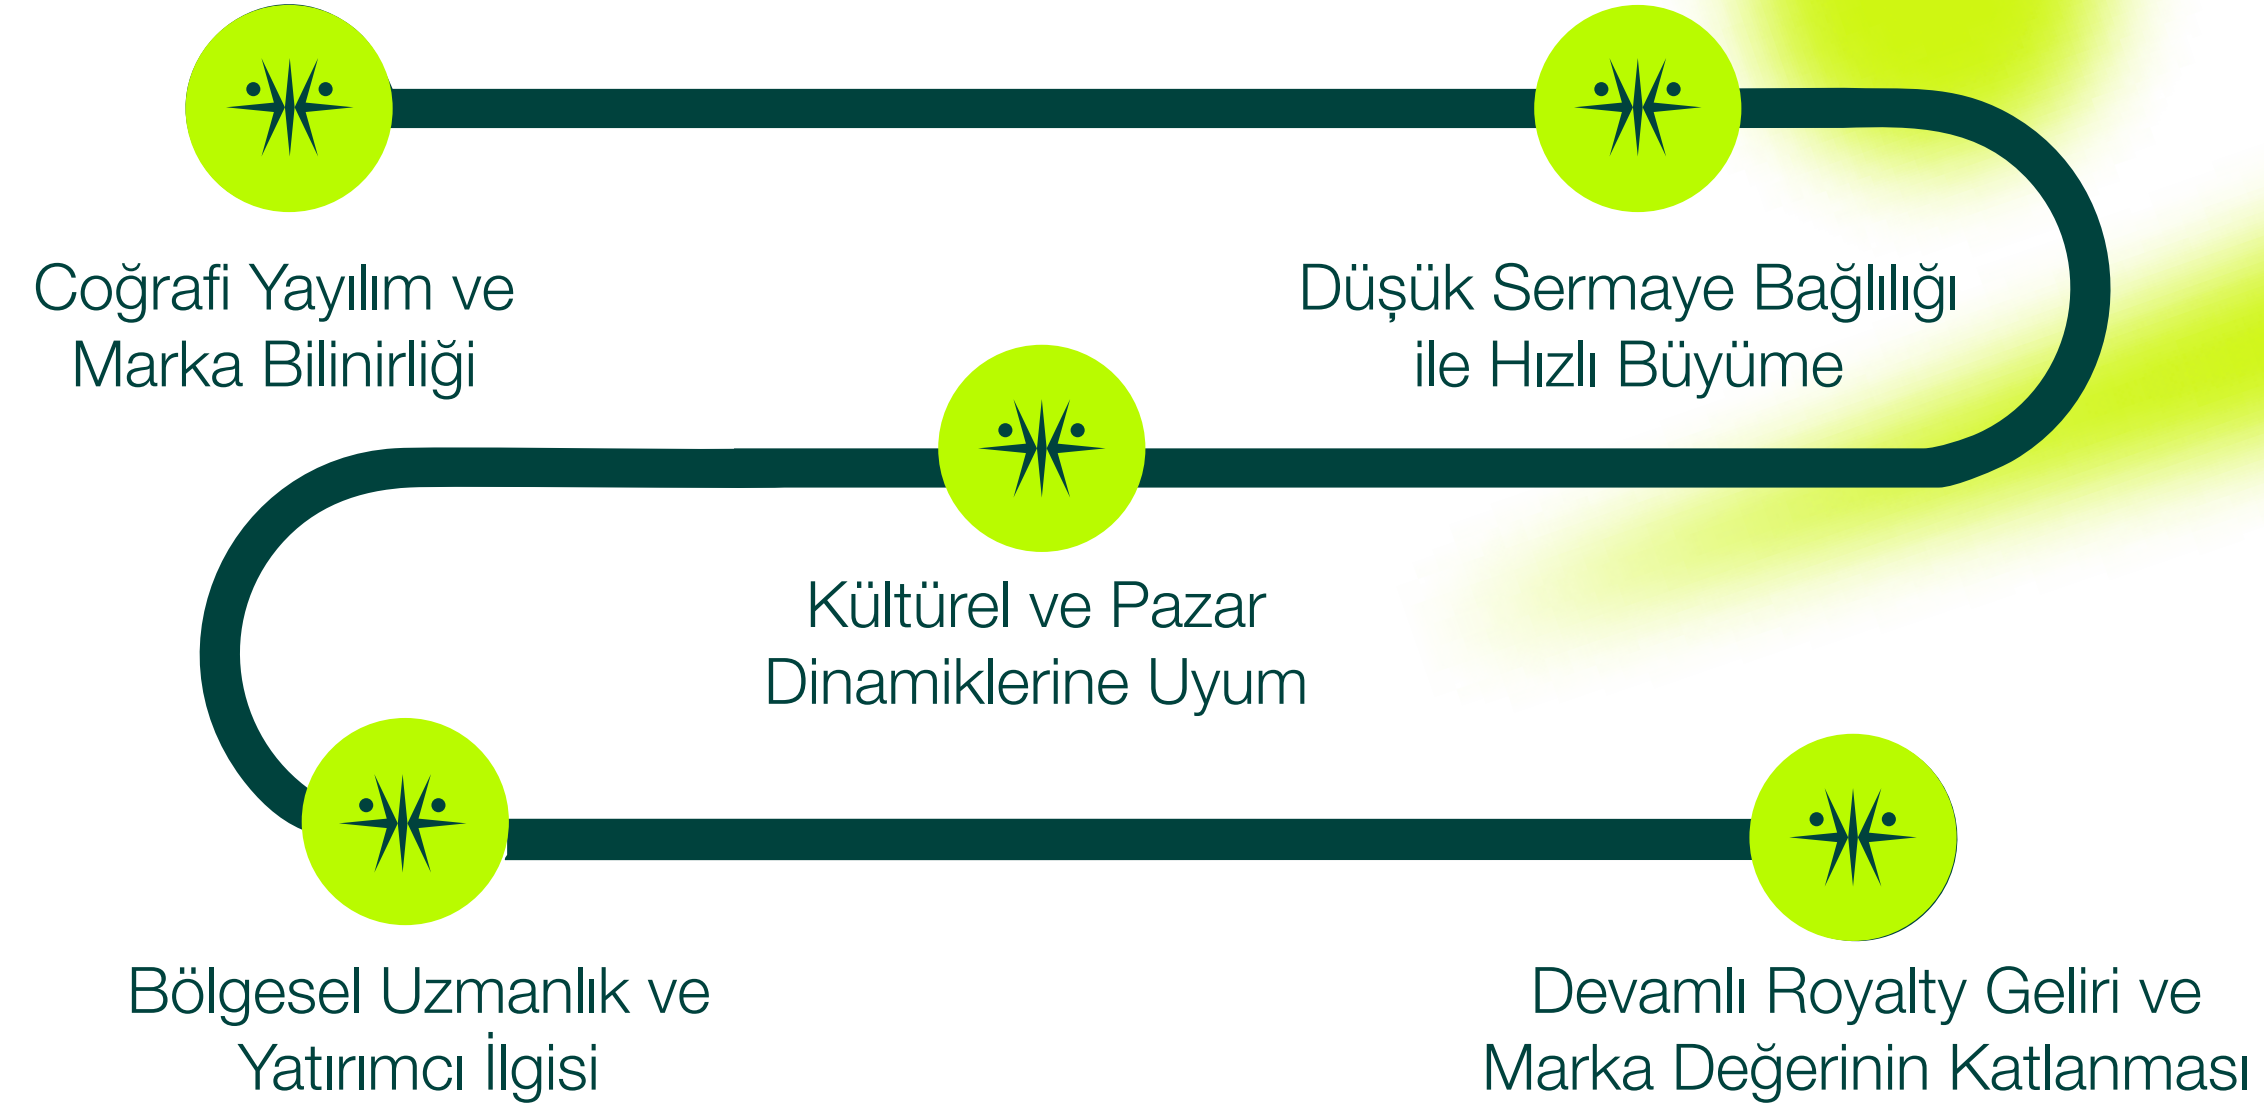 Coğrafi Yayılım ve
Marka Bilinirliği
Düşük Sermaye Bağlılığı
ile Hızlı Büyüme
Kültürel ve Pazar
Dinamiklerine Uyum
Bölgesel Uzmanlık ve
Yatırımcı İlgisi
Devamlı Royalty Geliri ve
Marka Değerinin Katlanması